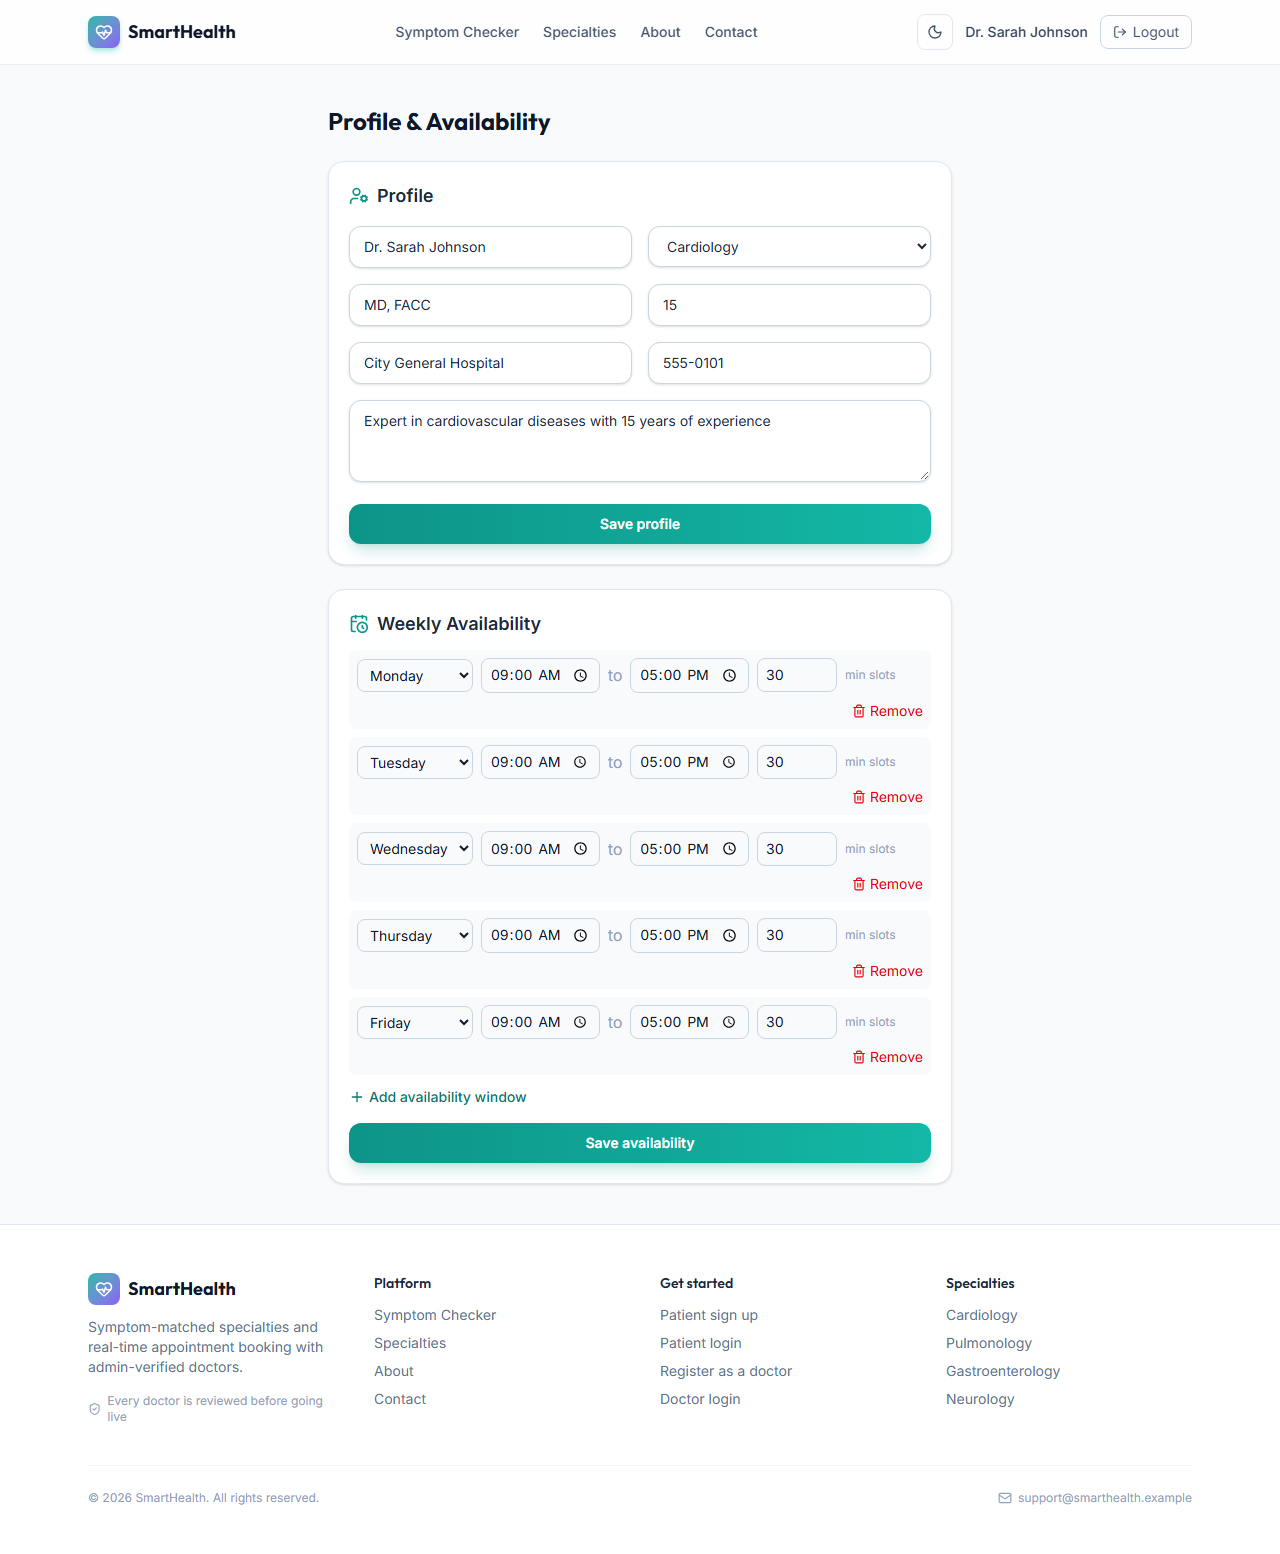 SmartHealth
Symptom Checker Specialties About Contact
Dr. Sarah Johnson Logout
Profile & Availability
Profile
Dr. Sarah Johnson Cardiology
MD, FACC 15
City General Hospital 555-0101
Expert in cardiovascular diseases with 15 years of experience
Save profile
Weekly Availability
Monday 09:00 AM to 05:00 PM 30 min slots
Remove
Tuesday 09:00 AM to 05:00 PM 30 min slots
Remove
Wednesday 09:00 AM to 05:00 PM 30 min slots
Remove
Thursday 09:00 AM to 05:00 PM 30 min slots
Remove
Friday 09:00 AM to 05:00 PM 30 min slots
Remove
Add availability window
Save availability
SmartHealth
Symptom-matched specialties and
real-time appointment booking with
admin-verified doctors.
Every doctor is reviewed before going
live
Platform
Symptom Checker
Specialties
About
Contact
Get started
Patient sign up
Patient login
Register as a doctor
Doctor login
Specialties
Cardiology
Pulmonology
Gastroenterology
Neurology
© 2026 SmartHealth. All rights reserved.
support@smarthealth.example